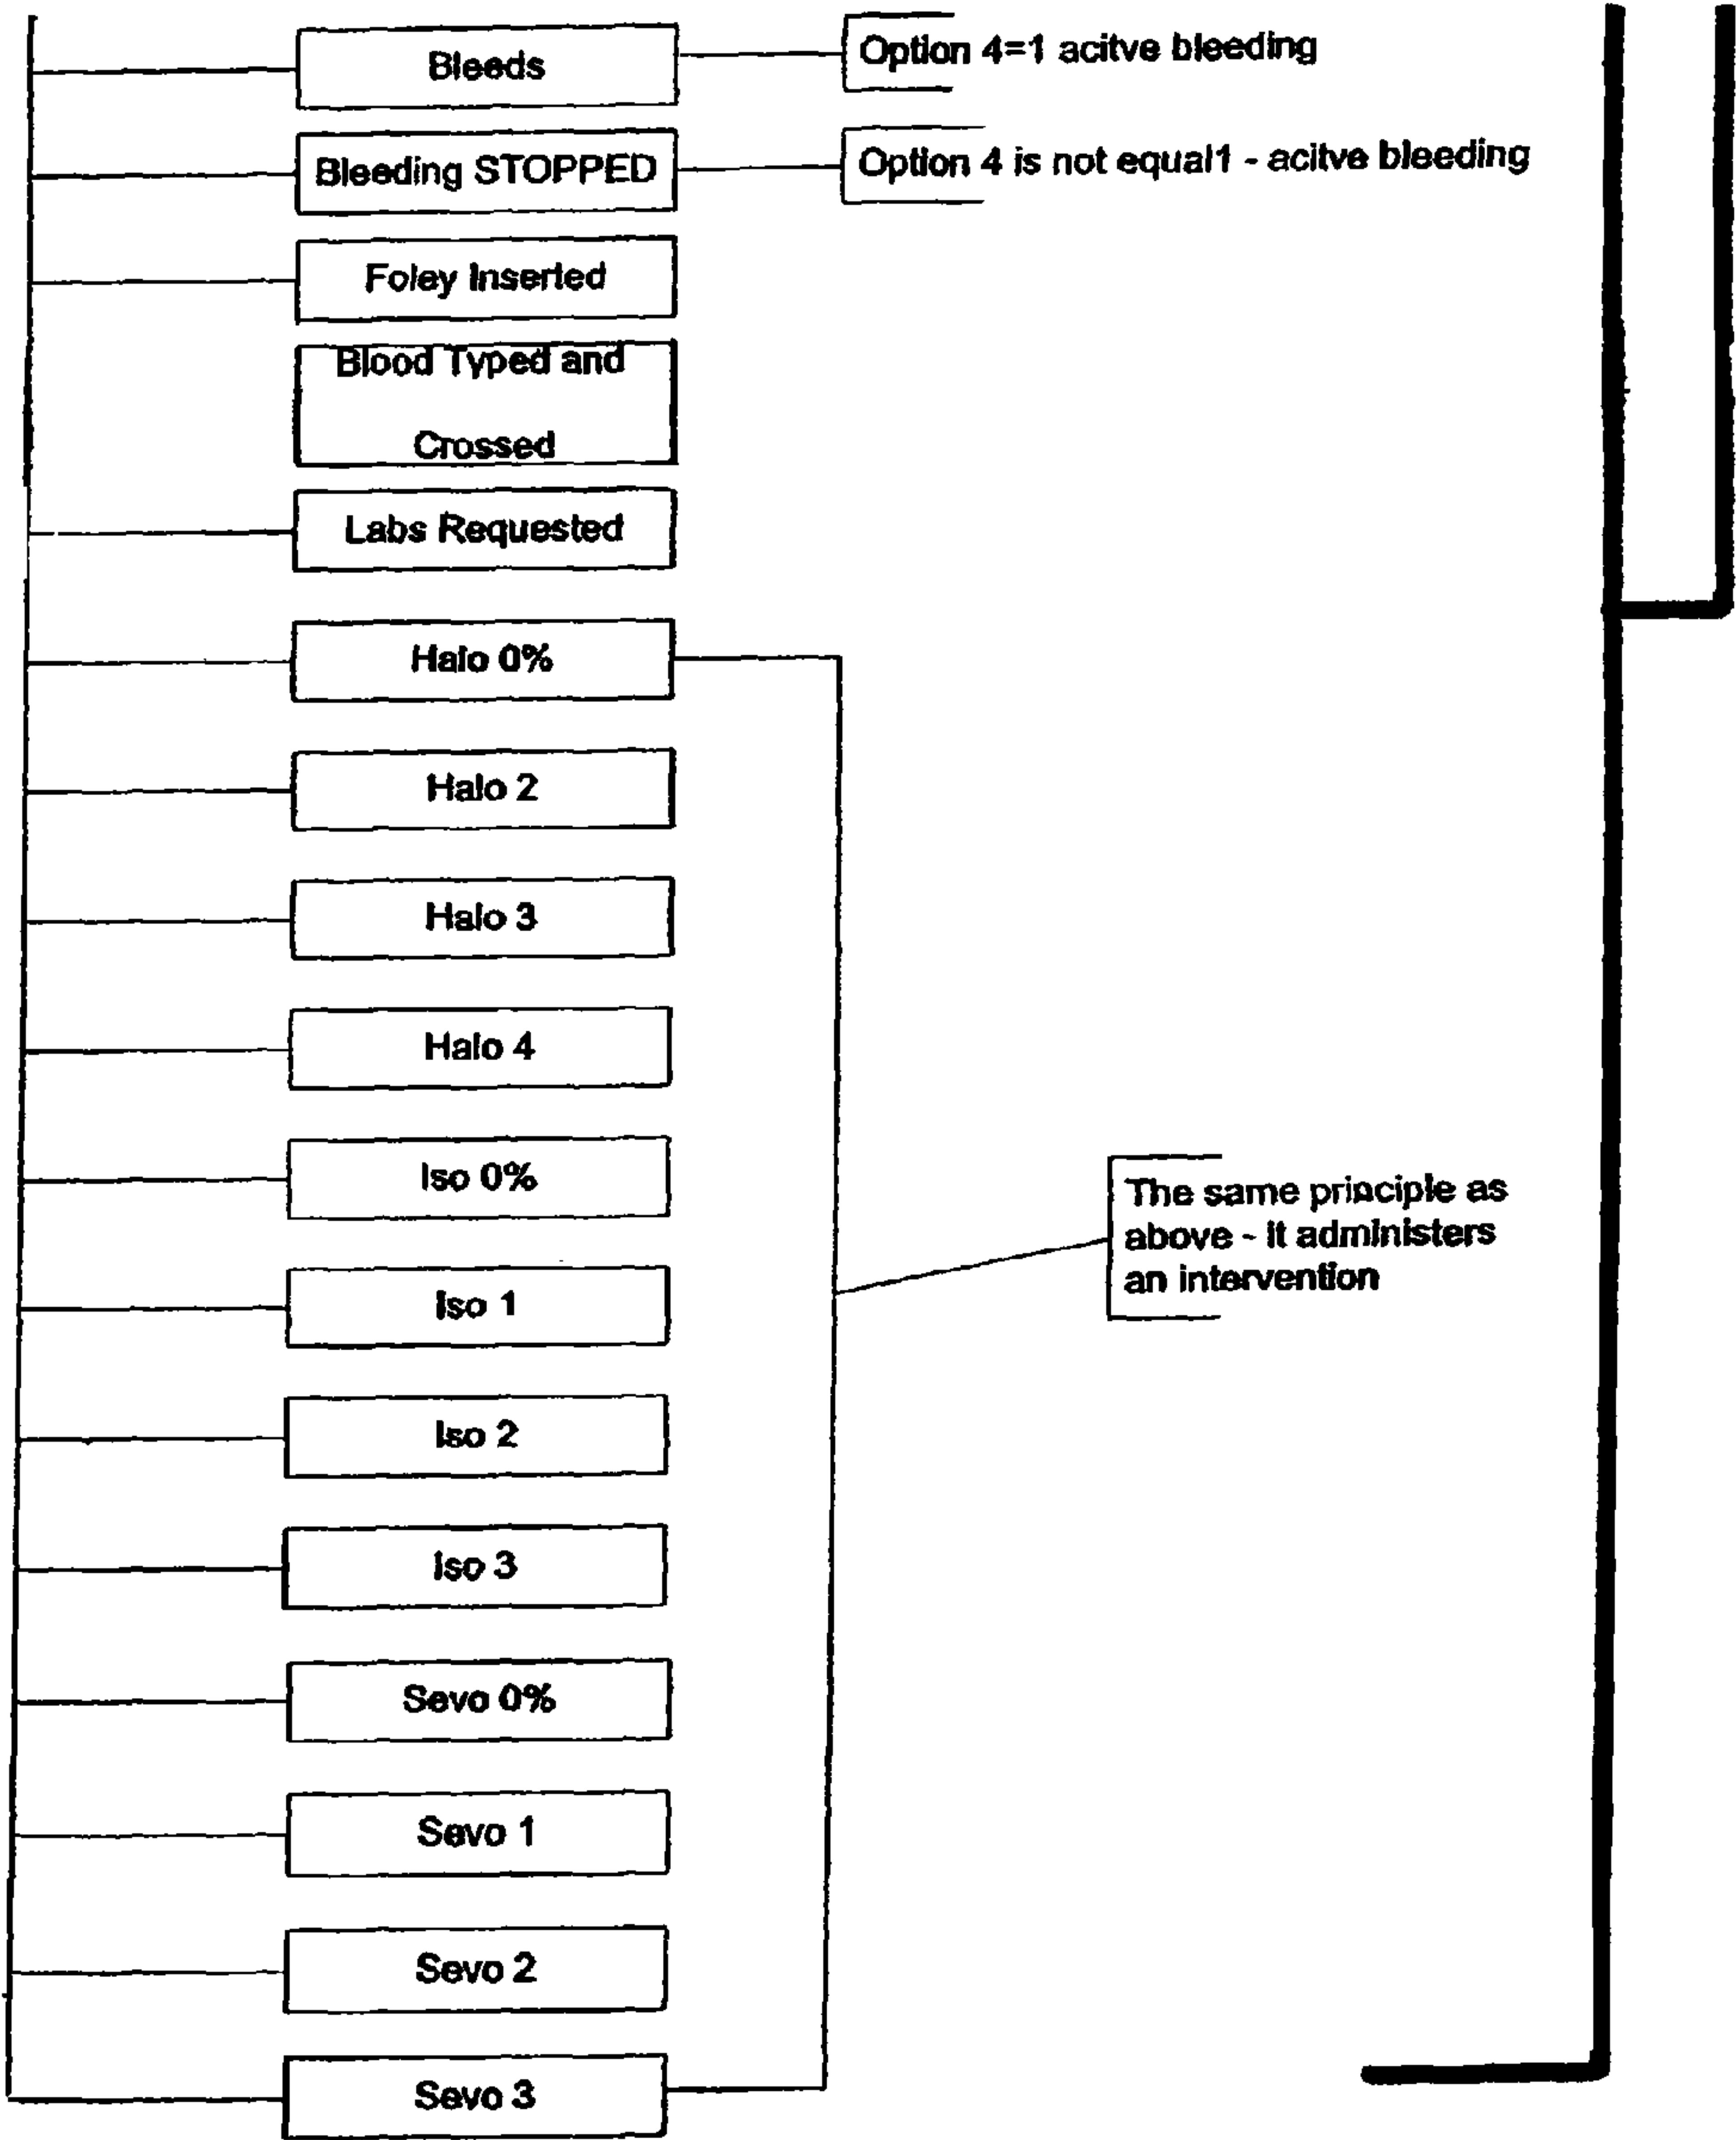 Bleeds
Option 4=1 acitve bleeding
Bleeding STOPPED
Option 4 is not equal1 - acitve bleeding
Foley Inserted
Blood Typed and
Crossed
Labs Requested
Halo 0%
Halo 2
Halo 3
Halo 4
Iso 0%
The same principle as
above - it administers
an intervention
Iso 1
Iso 2
Iso 3
Sevo 0%
Sevo 1
Sevo 2
Sevo 3